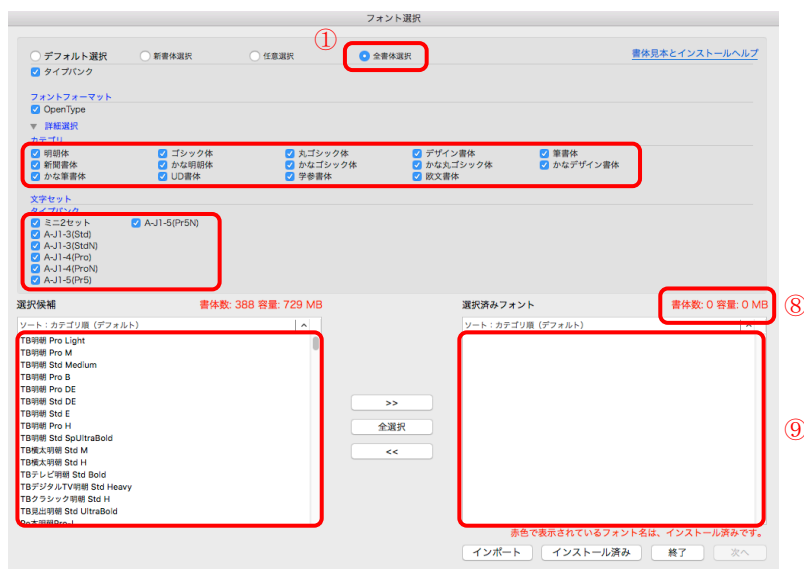 フォント選択
①
デフォルト選択 新書体選択 任意選択 全書体選択 書体見本とインストールヘルプ
タイプバンク
フォントフォーマット
OpenType
▼ 詳細選択
カテゴリ
明朝体 ゴシック体 丸ゴシック体 デザイン書体 筆書体
新聞書体 かな明朝体 かなゴシック体 かな丸ゴシック体 かなデザイン書体
かな筆書体 UD書体 学参書体 欧文書体
文字セット
タイプバンク
ミニ2セット A-J1-5(Pr5N)
A-J1-3(Std)
A-J1-3(StdN)
A-J1-4(Pro)
A-J1-4(ProN)
A-J1-5(Pr5)
選択候補 書体数: 388 容量: 729 MB
ソート：カテゴリ順（デフォルト）
TB明朝 Pro Light
TB明朝 Pro M
TB明朝 Std Medium
TB明朝 Pro B
TB明朝 Pro DE
TB明朝 Std DE
TB明朝 Std E
TB明朝 Pro H
TB明朝 Std SpUltraBold
TB横太明朝 Std M
TB横太明朝 Std H
TBテレビ明朝 Std Bold
TBデジタルTV明朝 Std Heavy
TBクラシック明朝 Std H
TB見出明朝 Std UltraBold
>>
全選択
<<
選択済みフォント 書体数: 0 容量: 0 MB ⑧
ソート：カテゴリ順（デフォルト）
⑨
赤色で表示されているフォント名は、インストール済みです。
インポート インストール済み 終了 次へ